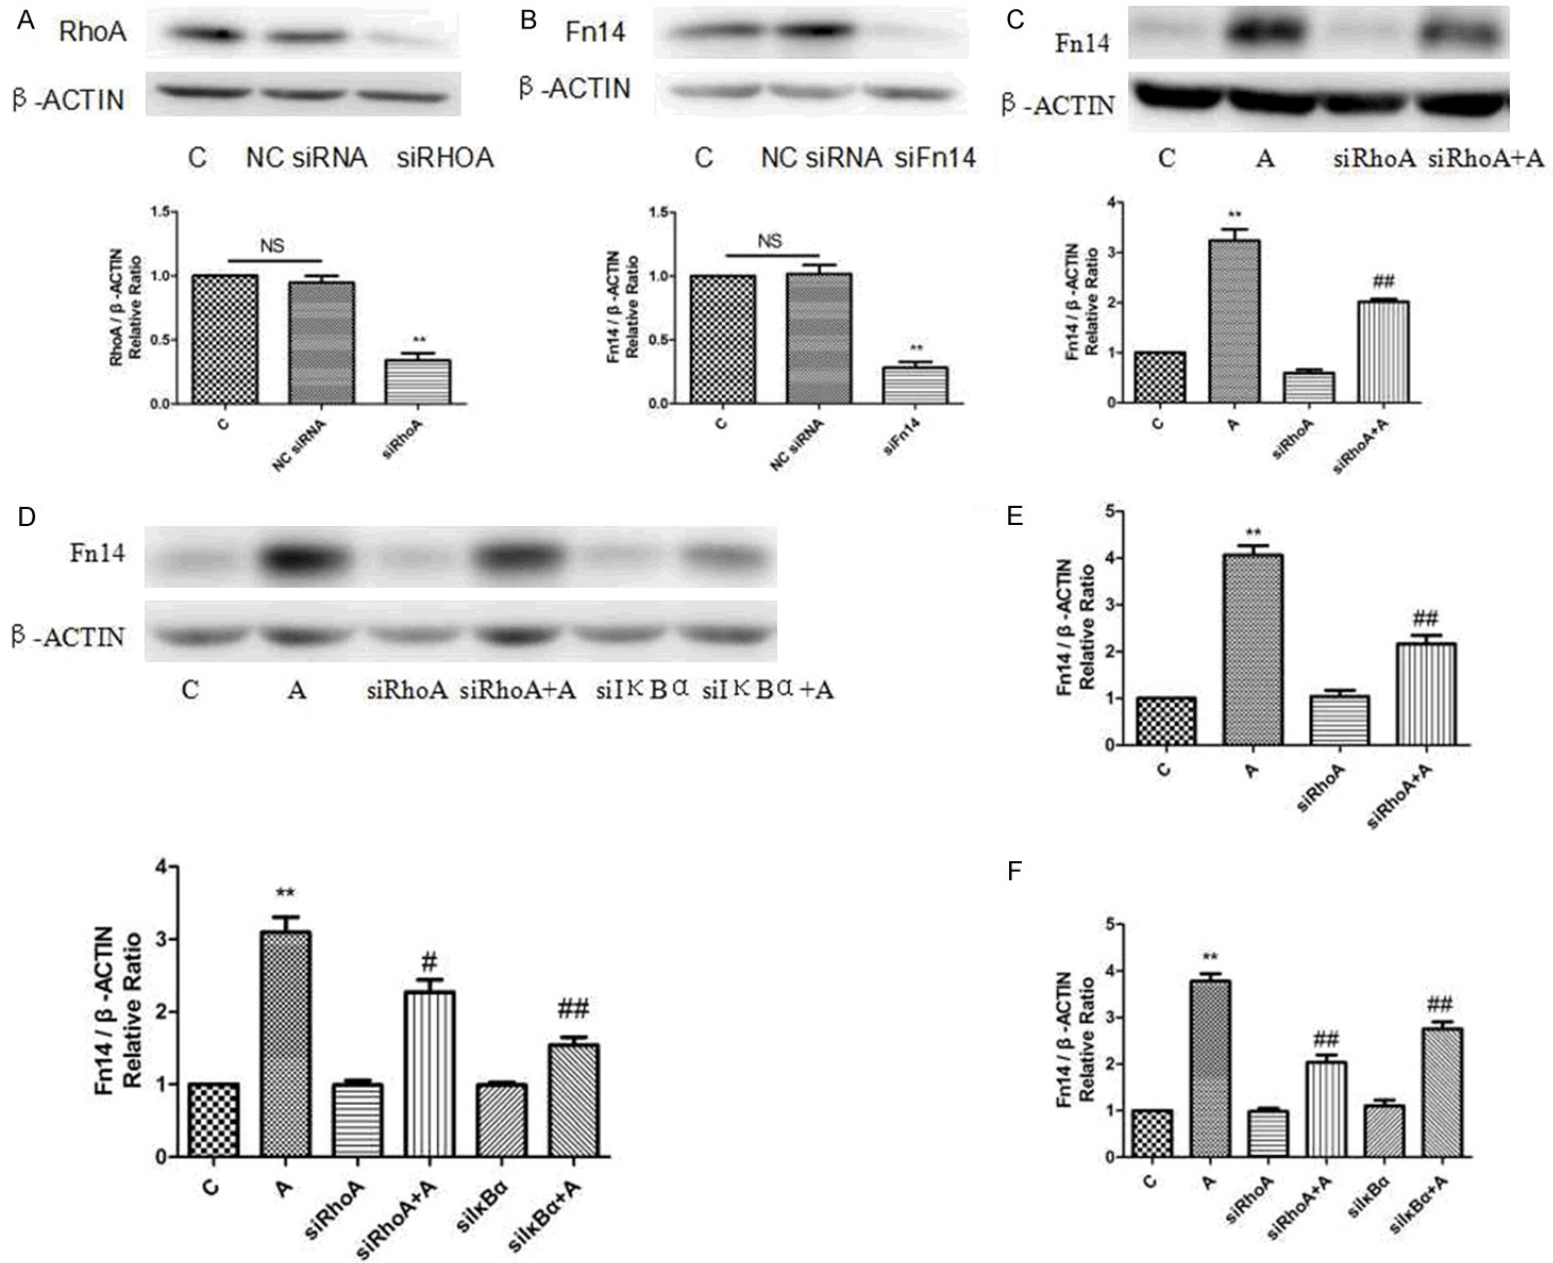 A
RhoA
β-ACTIN
C NC siRNA siRHOA
1.5
1.0
0.5
0.0
RhoA / β-ACTIN
Relative Ratio
NS
**
C
NC siRNA
siRhoA
B
Fn14
β-ACTIN
C NC siRNA siFn14
1.5
1.0
0.5
0.0
Fn14 / β-ACTIN
Relative Ratio
NS
**
C
NC siRNA
siFn14
C
Fn14
β-ACTIN
C A siRhoA siRhoA+A
4
3
2
1
0
Fn14 / β-ACTIN
Relative Ratio
**
##
C
A
siRhoA
siRhoA+A
D
Fn14
β-ACTIN
C A siRhoA siRhoA+A siIκBα siIκBα+A
4
3
2
1
0
Fn14 / β-ACTIN
Relative Ratio
**
#
##
C
A
siRhoA
siRhoA+A
siIκBα
siIκBα+A
E
5
4
3
2
1
0
Fn14 / β-ACTIN
Relative Ratio
**
##
C
A
siRhoA
siRhoA+A
F
5
4
3
2
1
0
Fn14 / β-ACTIN
Relative Ratio
**
##
##
C
A
siRhoA
siRhoA+A
siIκBα
siIκBα+A